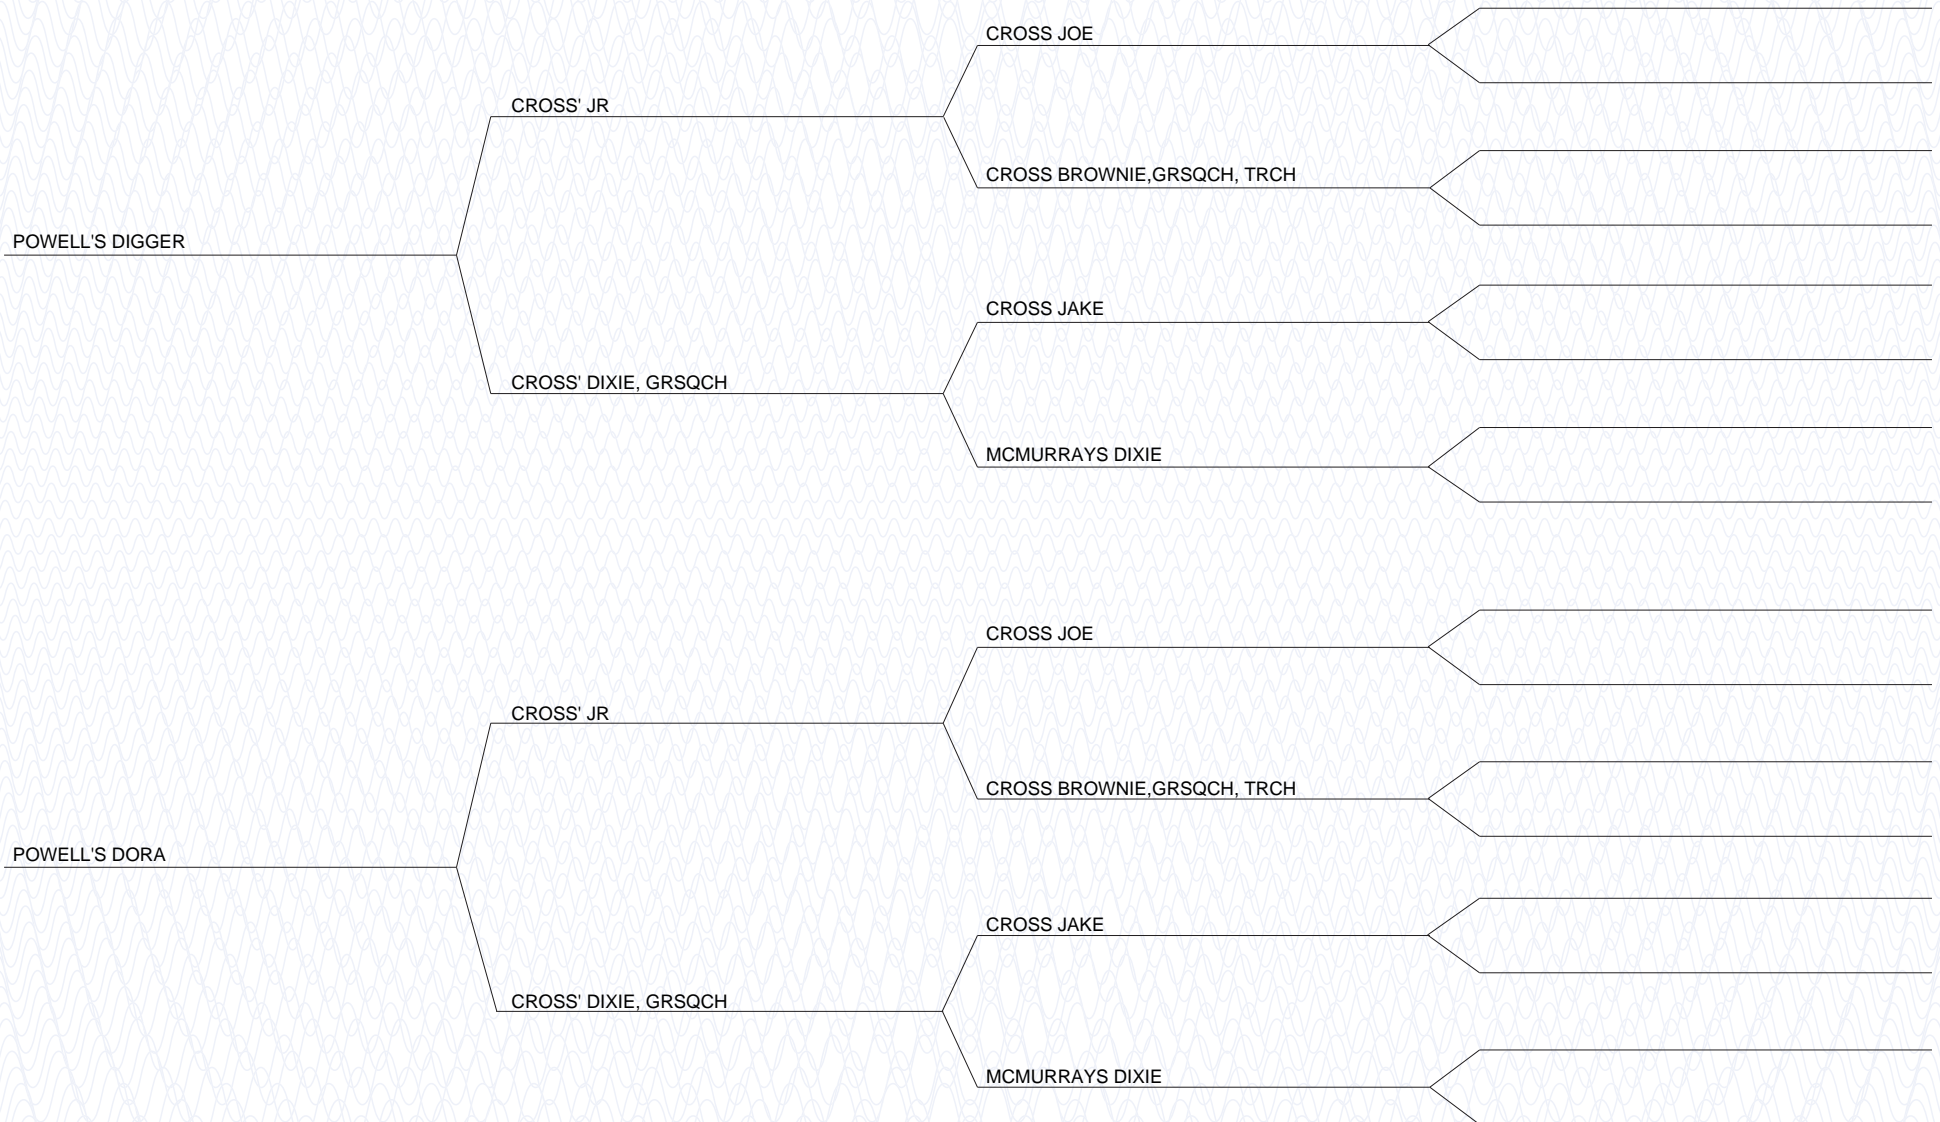 CROSS JOE
CROSS' JR
CROSS BROWNIE,GRSQCH, TRCH
POWELL'S DIGGER
CROSS JAKE
CROSS' DIXIE, GRSQCH
MCMURRAYS DIXIE
CROSS JOE
CROSS' JR
CROSS BROWNIE,GRSQCH, TRCH
POWELL'S DORA
CROSS JAKE
CROSS' DIXIE, GRSQCH
MCMURRAYS DIXIE